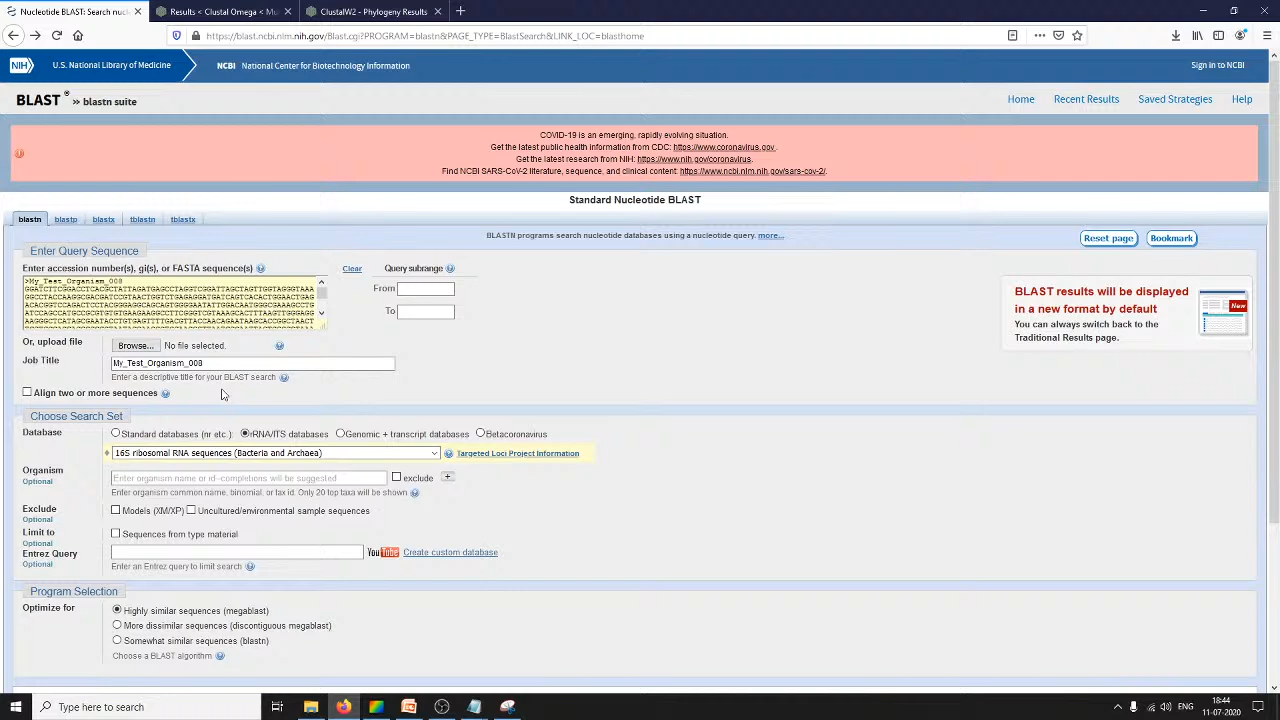 Nucleotide BLAST: Search nucle
Results < Clustal Omega < Mu
ClustalW2 - Phylogeny Results
https://blast.ncbi.nlm.nih.gov/Blast.cgi?PROGRAM=blastn&PAGE_TYPE=BlastSearch&LINK_LOC=blasthome
NIH U.S. National Library of Medicine NCBI National Center for Biotechnology Information Sign in to NCBI
BLAST ® » blastn suite Home Recent Results Saved Strategies Help
COVID-19 is an emerging, rapidly evolving situation.
Get the latest public health information from CDC: https://www.coronavirus.gov.
Get the latest research from NIH: https://www.nih.gov/coronavirus.
Find NCBI SARS-CoV-2 literature, sequence, and clinical content: https://www.ncbi.nlm.nih.gov/sars-cov-2/.
Standard Nucleotide BLAST
blastn blastp blastx tblastn tblastx
BLASTN programs search nucleotide databases using a nucleotide query. more...
Reset page Bookmark
Enter Query Sequence
Enter accession number(s), gi(s), or FASTA sequence(s) Clear Query subrange
>My_Test_Organism_008
From
To
BLAST results will be displayed
in a new format by default
You can always switch back to the
Traditional Results page.
New
Or, upload file Browse... No file selected.
Job Title My_Test_Organism_008
Enter a descriptive title for your BLAST search
Align two or more sequences
Choose Search Set
Database Standard databases (nr etc.): rRNA/ITS databases Genomic + transcript databases Betacoronavirus
16S ribosomal RNA sequences (Bacteria and Archaea) Targeted Loci Project Information
Organism
Optional
Enter organism name or id--completions will be suggested exclude +
Enter organism common name, binomial, or tax id. Only 20 top taxa will be shown
Exclude
Optional
Models (XM/XP) Uncultured/environmental sample sequences
Limit to
Optional
Sequences from type material
Entrez Query
Optional
YouTube Create custom database
Enter an Entrez query to limit search
Program Selection
Optimize for Highly similar sequences (megablast)
More dissimilar sequences (discontiguous megablast)
Somewhat similar sequences (blastn)
Choose a BLAST algorithm
Type here to search
ENG
18:44
11-07-2020